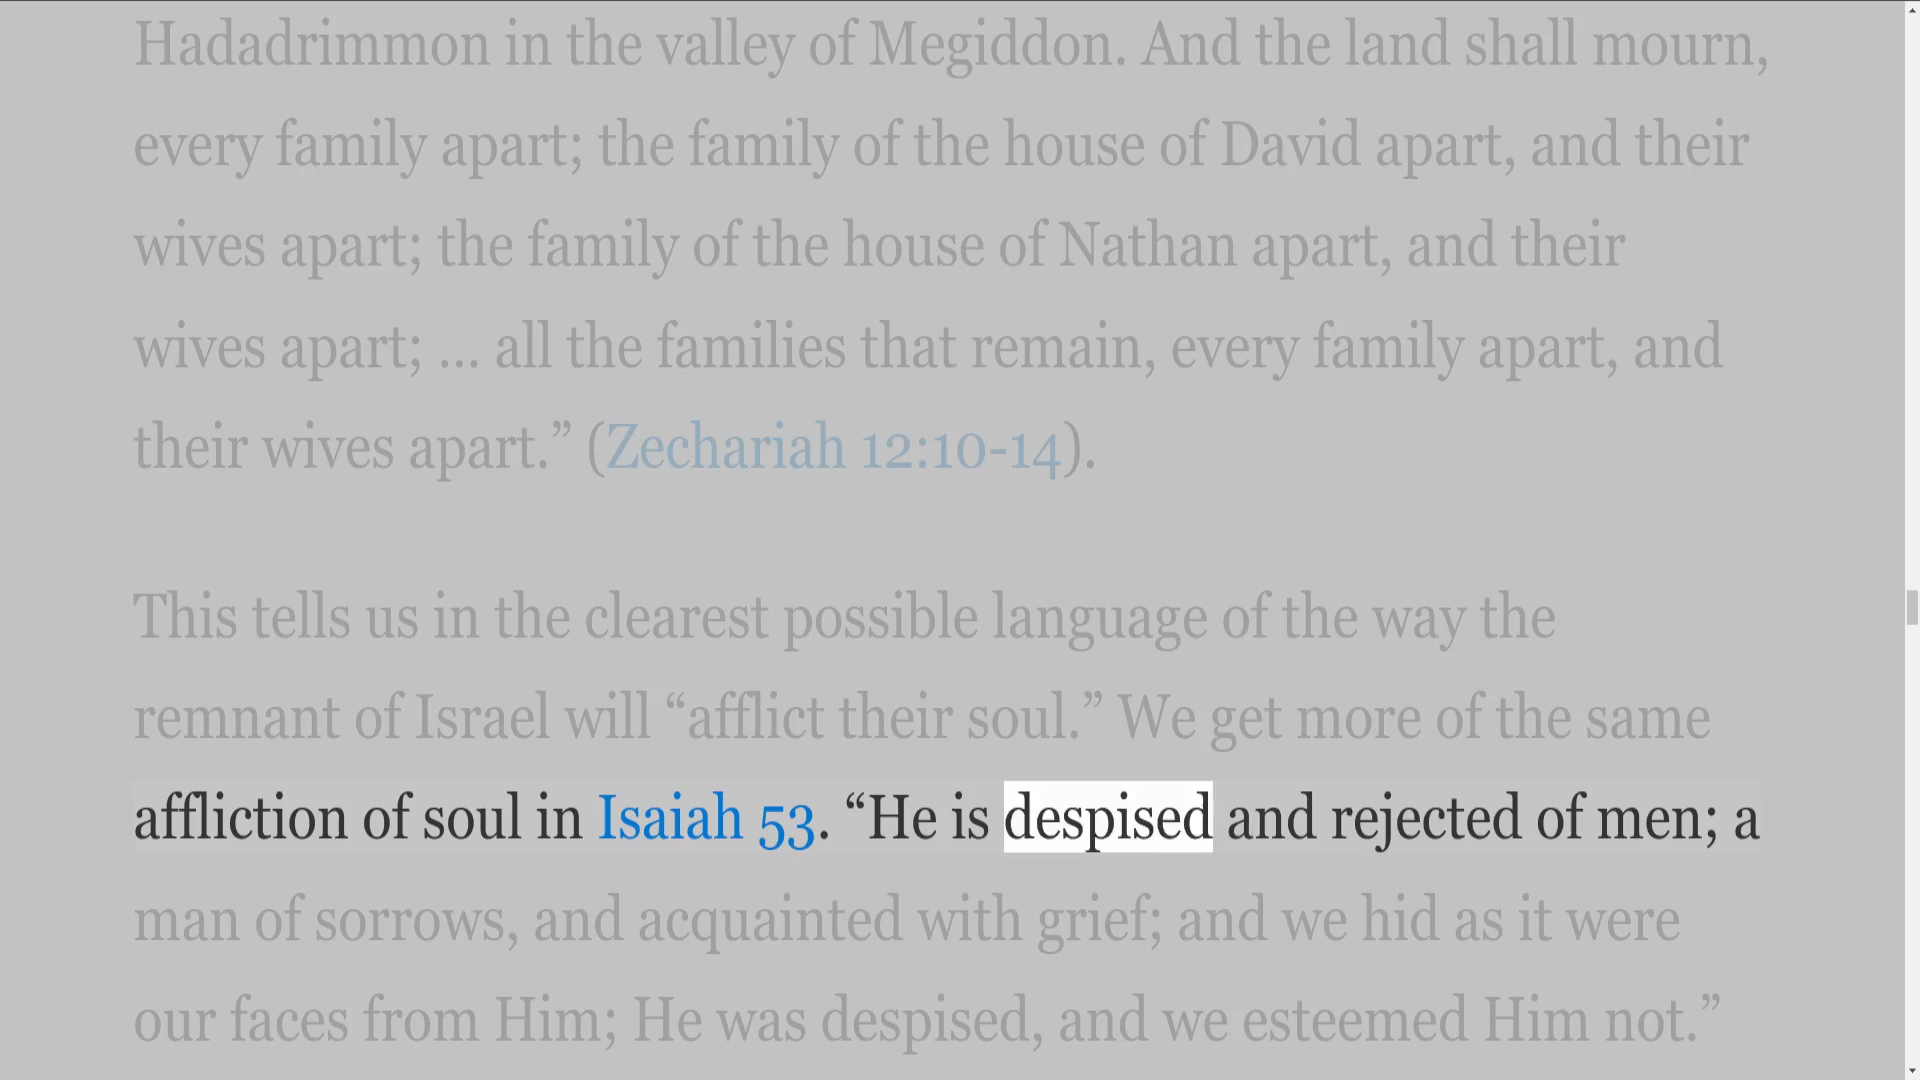 Hadadrimmon in the valley of Megiddon. And the land shall mourn,
every family apart; the family of the house of David apart, and their
wives apart; the family of the house of Nathan apart, and their
wives apart; ... all the families that remain, every family apart, and
their wives apart.” (Zechariah 12:10-14).
This tells us in the clearest possible language of the way the
remnant of Israel will “afflict their soul.” We get more of the same
affliction of soul in Isaiah 53. “He is despised and rejected of men; a
man of sorrows, and acquainted with grief; and we hid as it were
our faces from Him; He was despised, and we esteemed Him not.”